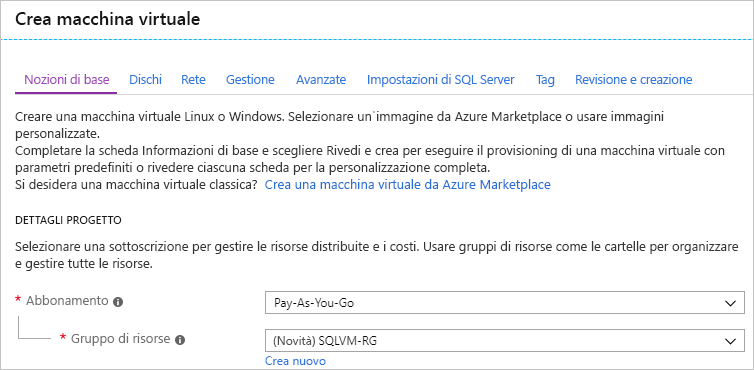 Crea macchina virtuale
Nozioni di base Dischi Rete Gestione Avanzate Impostazioni di SQL Server Tag Revisione e creazione
Creare una macchina virtuale Linux o Windows. Selezionare un'immagine da Azure Marketplace o usare immagini
personalizzate.
Completare la scheda Informazioni di base e scegliere Rivedi e crea per eseguire il provisioning di una macchina virtuale con
parametri predefiniti o rivedere ciascuna scheda per la personalizzazione completa.
Si desidera una macchina virtuale classica? Crea una macchina virtuale da Azure Marketplace
DETTAGLI PROGETTO
Selezionare una sottoscrizione per gestire le risorse distribuite e i costi. Usare gruppi di risorse come le cartelle per organizzare
e gestire tutte le risorse.
* Abbonamento Pay-As-You-Go
* Gruppo di risorse (Novità) SQLVM-RG
Crea nuovo